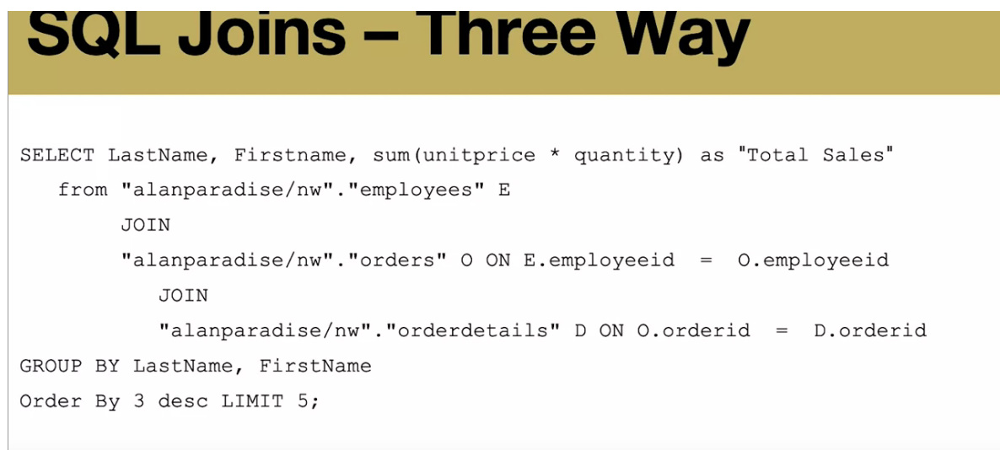 SQL Joins – Three Way
SELECT LastName, Firstname, sum(unitprice * quantity) as "Total Sales"
from "alanparadise/nw"."employees" E
JOIN
"alanparadise/nw"."orders" O ON E.employeeid = O.employeeid
JOIN
"alanparadise/nw"."orderdetails" D ON O.orderid = D.orderid
GROUP BY LastName, FirstName
Order By 3 desc LIMIT 5;